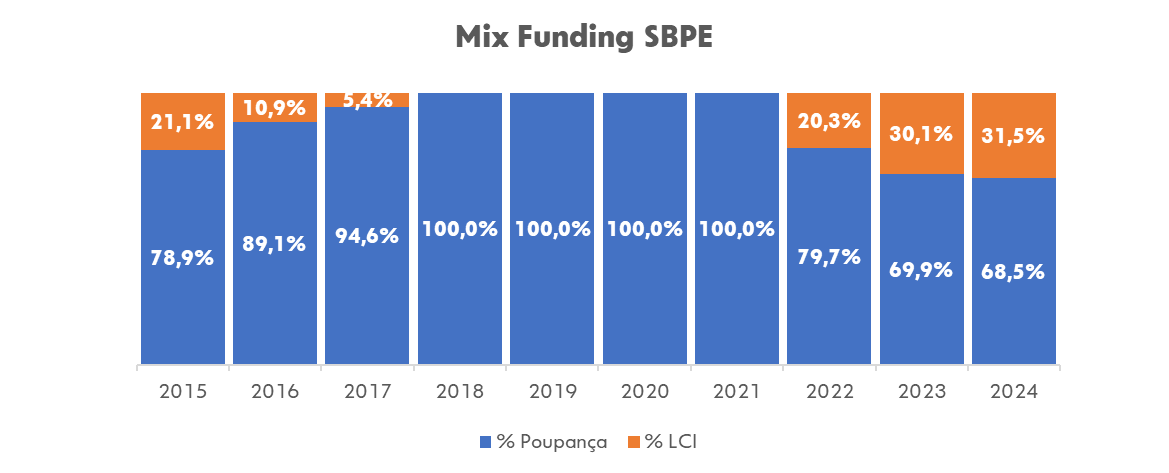 Mix Funding SBPE
21,1% 10,9% 5,4% 20,3% 30,1% 31,5%
78,9% 89,1% 94,6% 100,0% 100,0% 100,0% 100,0% 79,7% 69,9% 68,5%
2015 2016 2017 2018 2019 2020 2021 2022 2023 2024
% Poupança % LCI